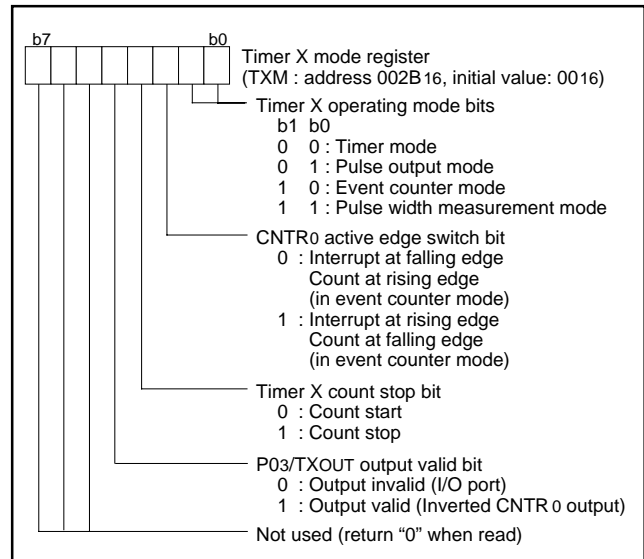 b7 b0
Timer X mode register
(TXM : address 002B16, initial value: 0016)
Timer X operating mode bits
b1 b0
0 0 : Timer mode
0 1 : Pulse output mode
1 0 : Event counter mode
1 1 : Pulse width measurement mode
CNTR0 active edge switch bit
0 : Interrupt at falling edge
Count at rising edge
(in event counter mode)
1 : Interrupt at rising edge
Count at falling edge
(in event counter mode)
Timer X count stop bit
0 : Count start
1 : Count stop
P03/TXOUT output valid bit
0 : Output invalid (I/O port)
1 : Output valid (Inverted CNTR0 output)
Not used (return “0” when read)